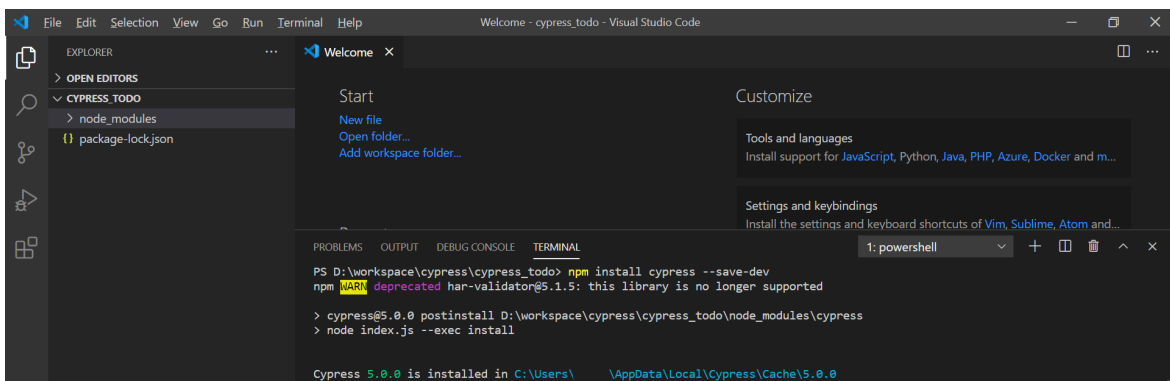 File Edit Selection View Go Run Terminal Help
Welcome - cypress_todo - Visual Studio Code
EXPLORER ...
OPEN EDITORS
CYPRESS_TODO
node_modules
{} package-lock.json
Welcome
Start
New file
Open folder...
Add workspace folder...
Customize
Tools and languages
Install support for JavaScript, Python, Java, PHP, Azure, Docker and m...
Settings and keybindings
Install the settings and keyboard shortcuts of Vim, Sublime, Atom and...
PROBLEMS OUTPUT DEBUG CONSOLE TERMINAL
1: powershell
PS D:\workspace\cypress\cypress_todo> npm install cypress --save-dev
npm WARN deprecated har-validator@5.1.5: this library is no longer supported
> cypress@5.0.0 postinstall D:\workspace\cypress\cypress_todo\node_modules\cypress
> node index.js --exec install
Cypress 5.0.0 is installed in C:\Users\ \AppData\Local\Cypress\Cache\5.0.0